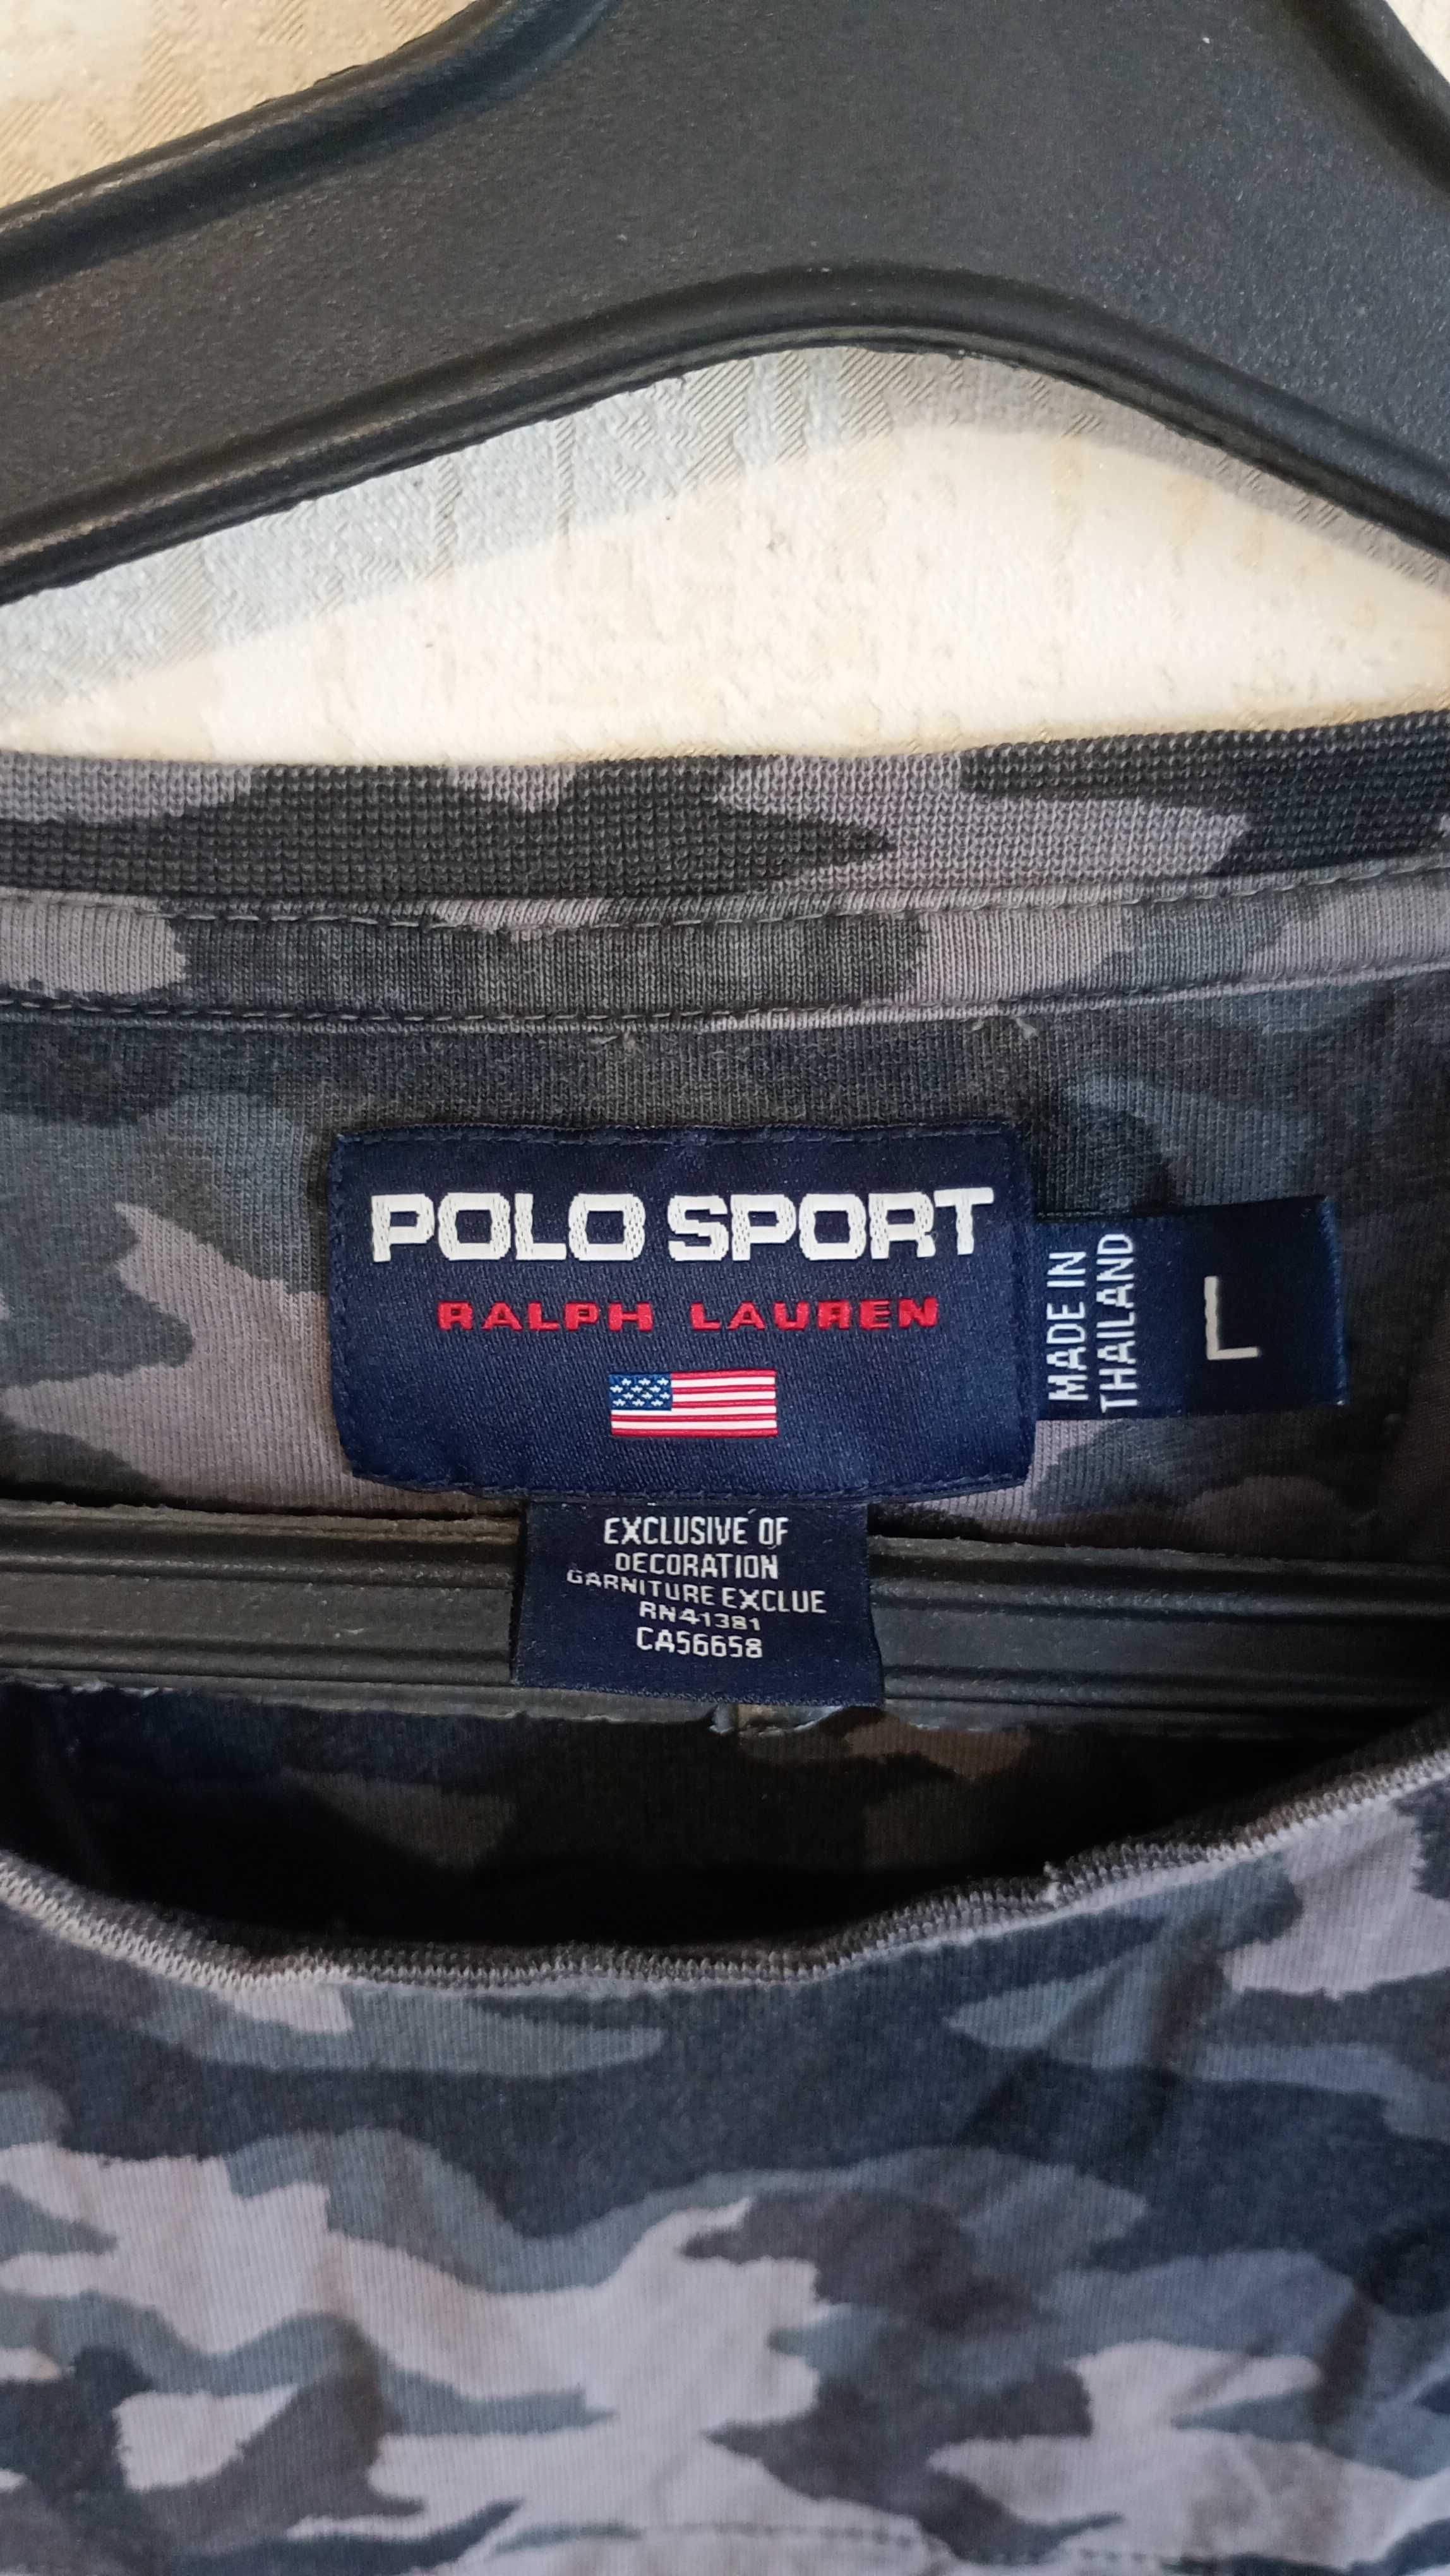 POLO SPORT
RALPH LAUREN
MADE IN
THAILAND
L
EXCLUSIVE OF
DECORATION
GARNITURE EXCLUE
RN41381
CA56658